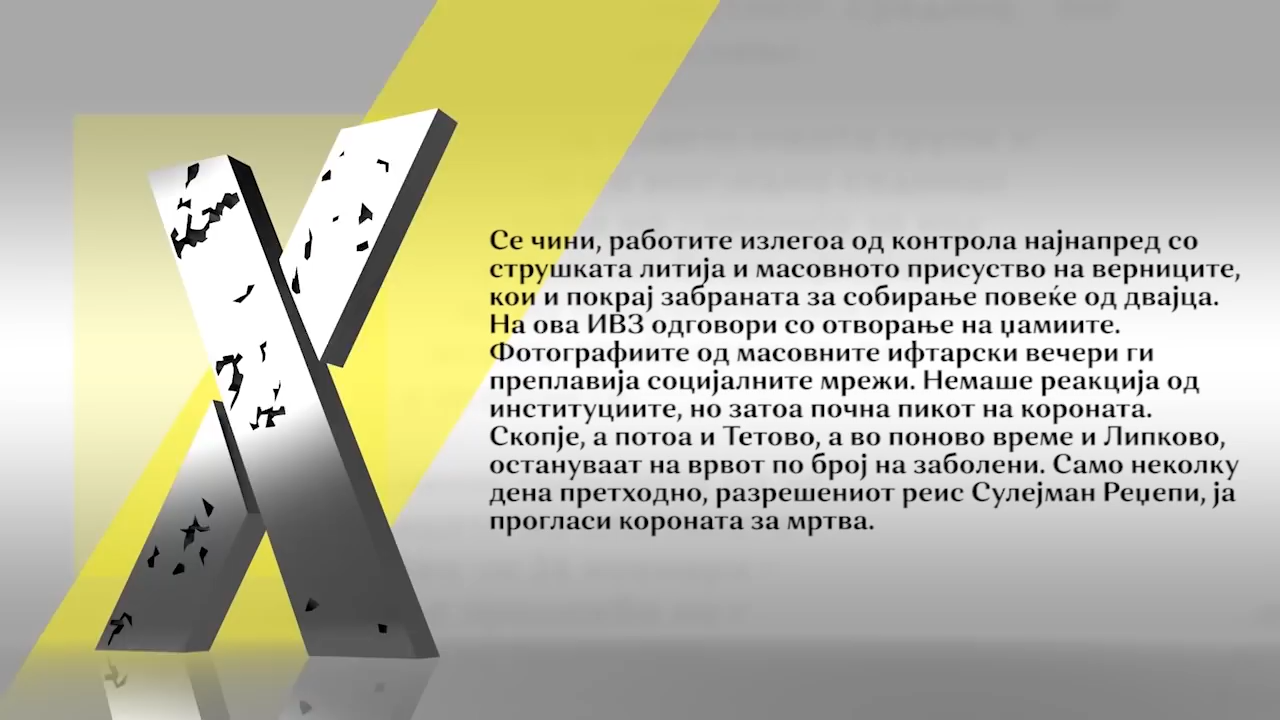 Се чини, работите излегоа од контрола најнапред со
струшката литија и масовното присуство на верниците,
кои и покрај забраната за собирање повеќе од двајца.
На ова ИВЗ одговори со отворање на џамиите.
Фотографиите од масовните ифтарски вечери ги
преплавија социјалните мрежи. Немаше реакција од
институциите, но затоа почна пикот на короната.
Скопје, а потоа и Тетово, а во поново време и Липково,
остануваат на врвот по број на заболени. Само неколку
дена претходно, разрешениот реис Сулејман Реџепи, ја
прогласи короната за мртва.